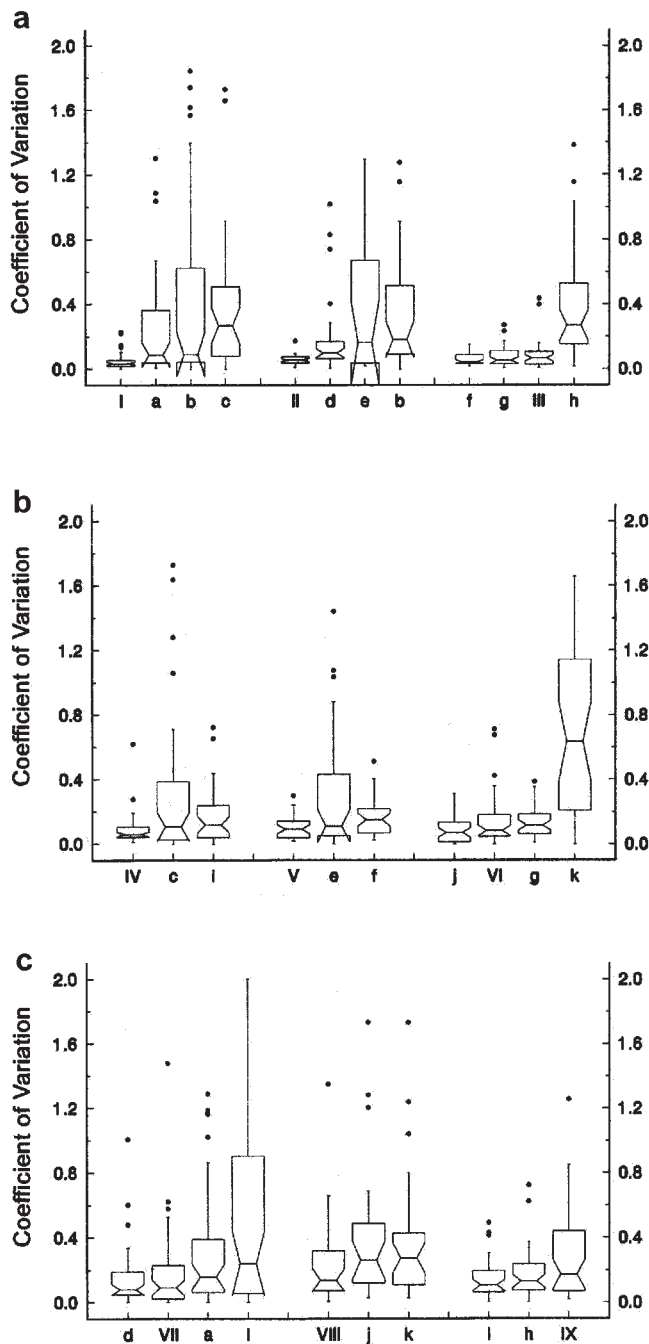 a
2.0 2.0
1.6 1.6
1.2 1.2
0.8 0.8
0.4 0.4
0.0 0.0
Coefficient of Variation
I a b c II d e b f g III h
b
2.0 2.0
1.6 1.6
1.2 1.2
0.8 0.8
0.4 0.4
0.0 0.0
Coefficient of Variation
IV c i V e f j VI g k
c
2.0 2.0
1.6 1.6
1.2 1.2
0.8 0.8
0.4 0.4
0.0 0.0
Coefficient of Variation
d VII a l VIII j k l h IX